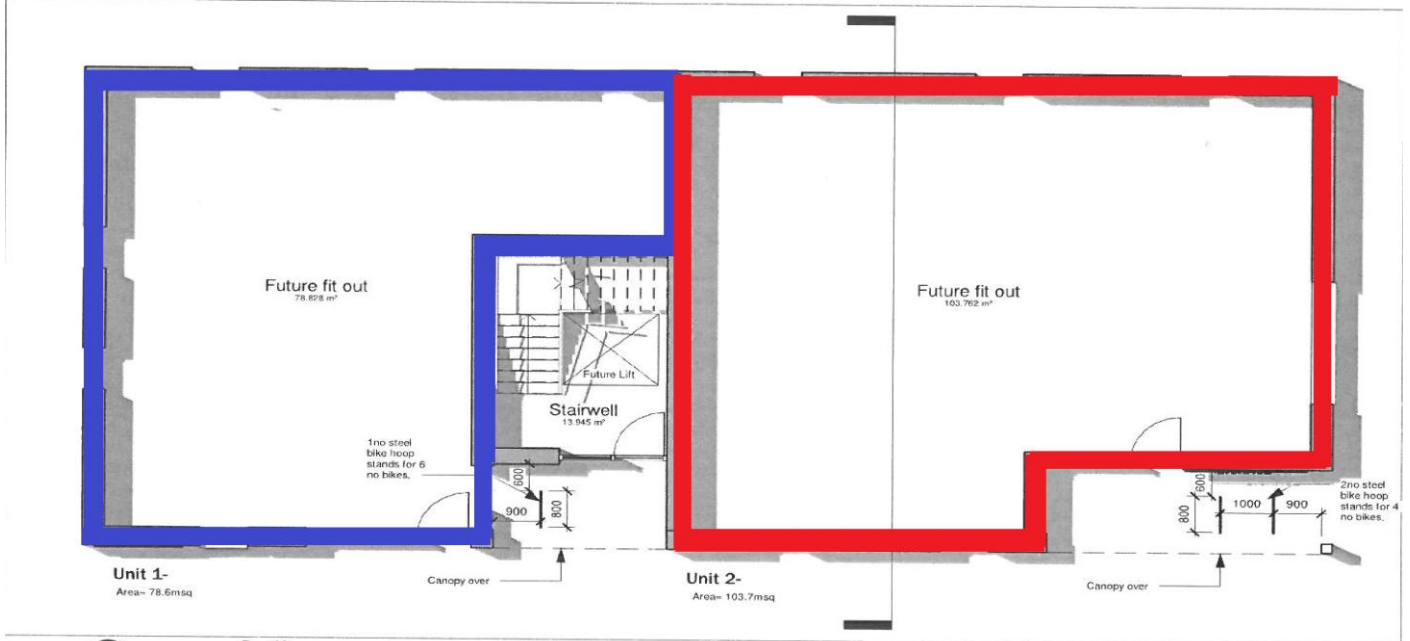 Future fit out
78.828 m²
Future fit out
103.762 m²
Future Lift
Stairwell
13.945 m²
1no steel
bike hoop
stands for 6
no bikes.
600
900
800
600
800
1000
900
2no steel
bike hoop
stands for 4
no bikes.
Unit 1-
Area= 78.6msq
Canopy over
Unit 2-
Area= 103.7msq
Canopy over